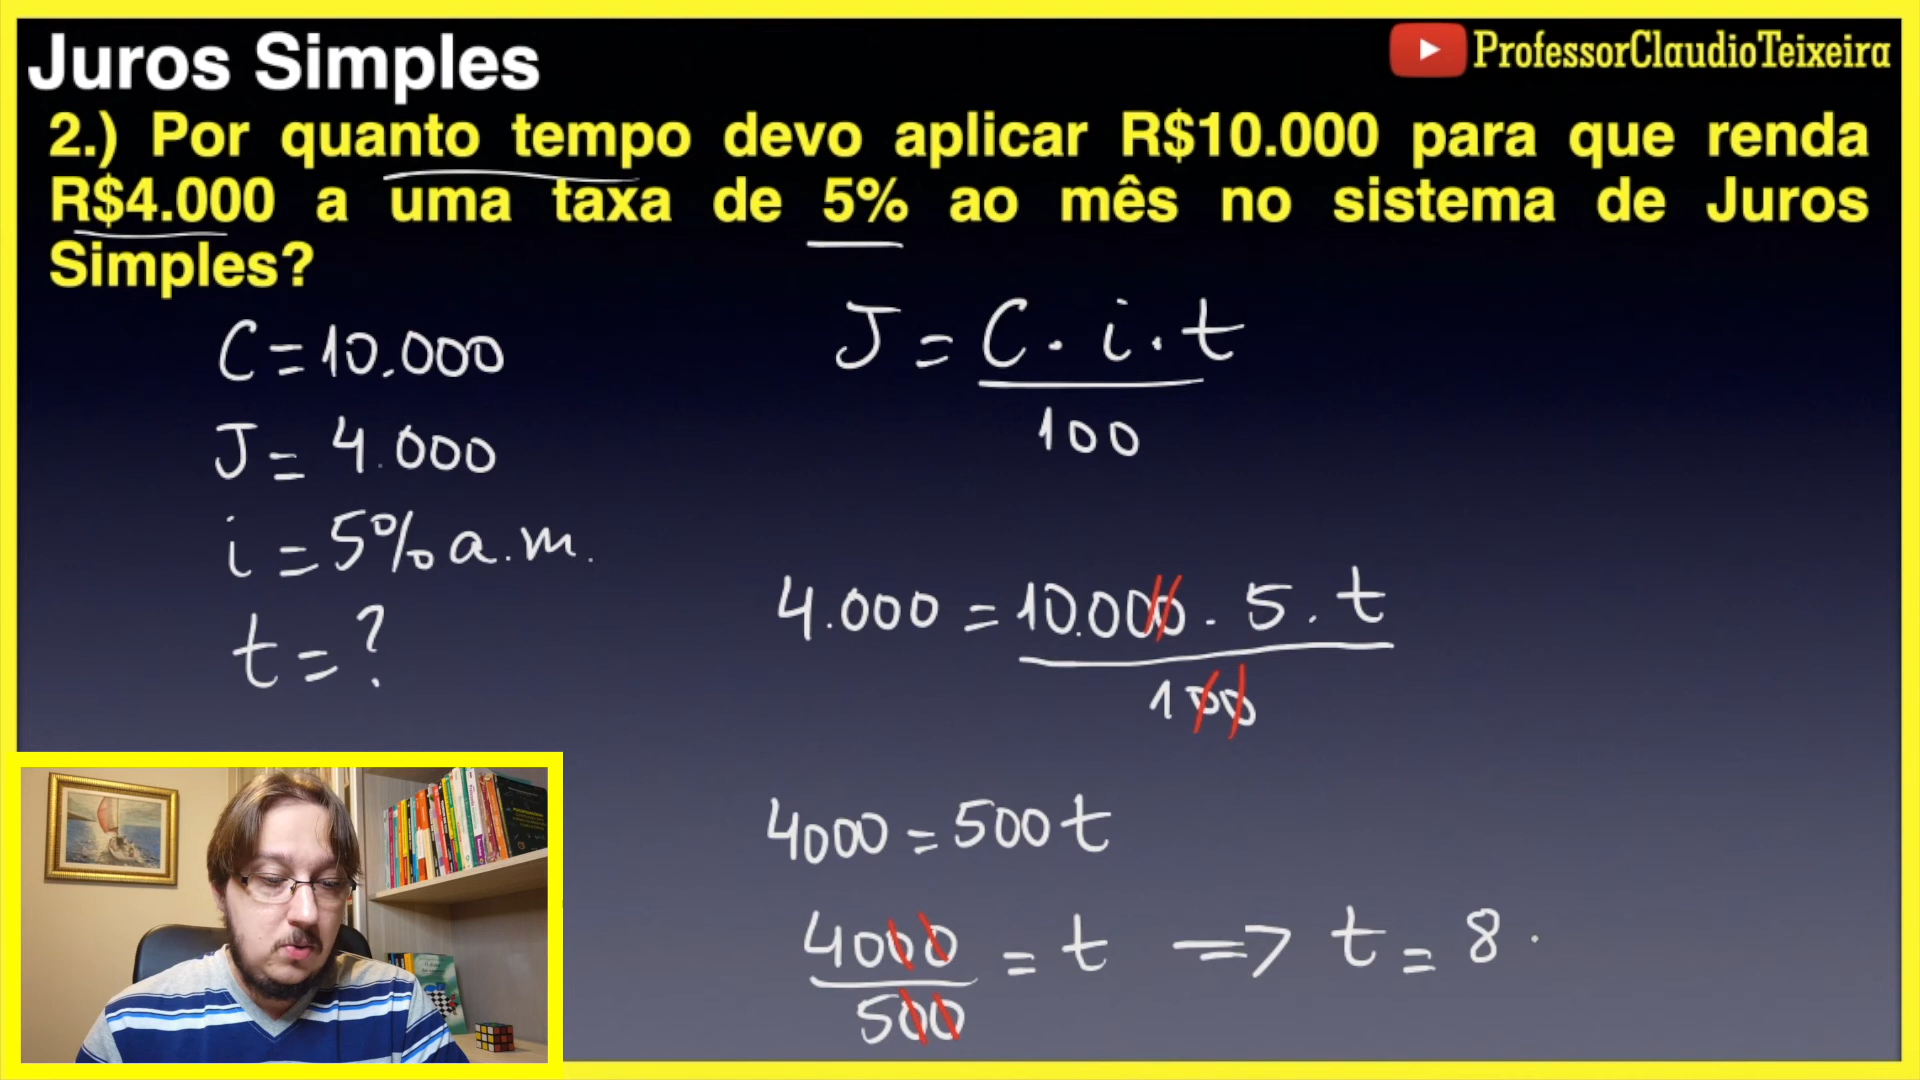 Juros Simples
ProfessorClaudioTeixeira
2.) Por quanto tempo devo aplicar R$10.000 para que renda
R$4.000 a uma taxa de 5% ao mês no sistema de Juros
Simples?
C = 10.000
J = 4.000
i = 5% a.m.
t = ?
J = C . i . t
100
4.000 = 10.000 . 5 . t
100
4000 = 500t
4000
500
= t => t = 8 .